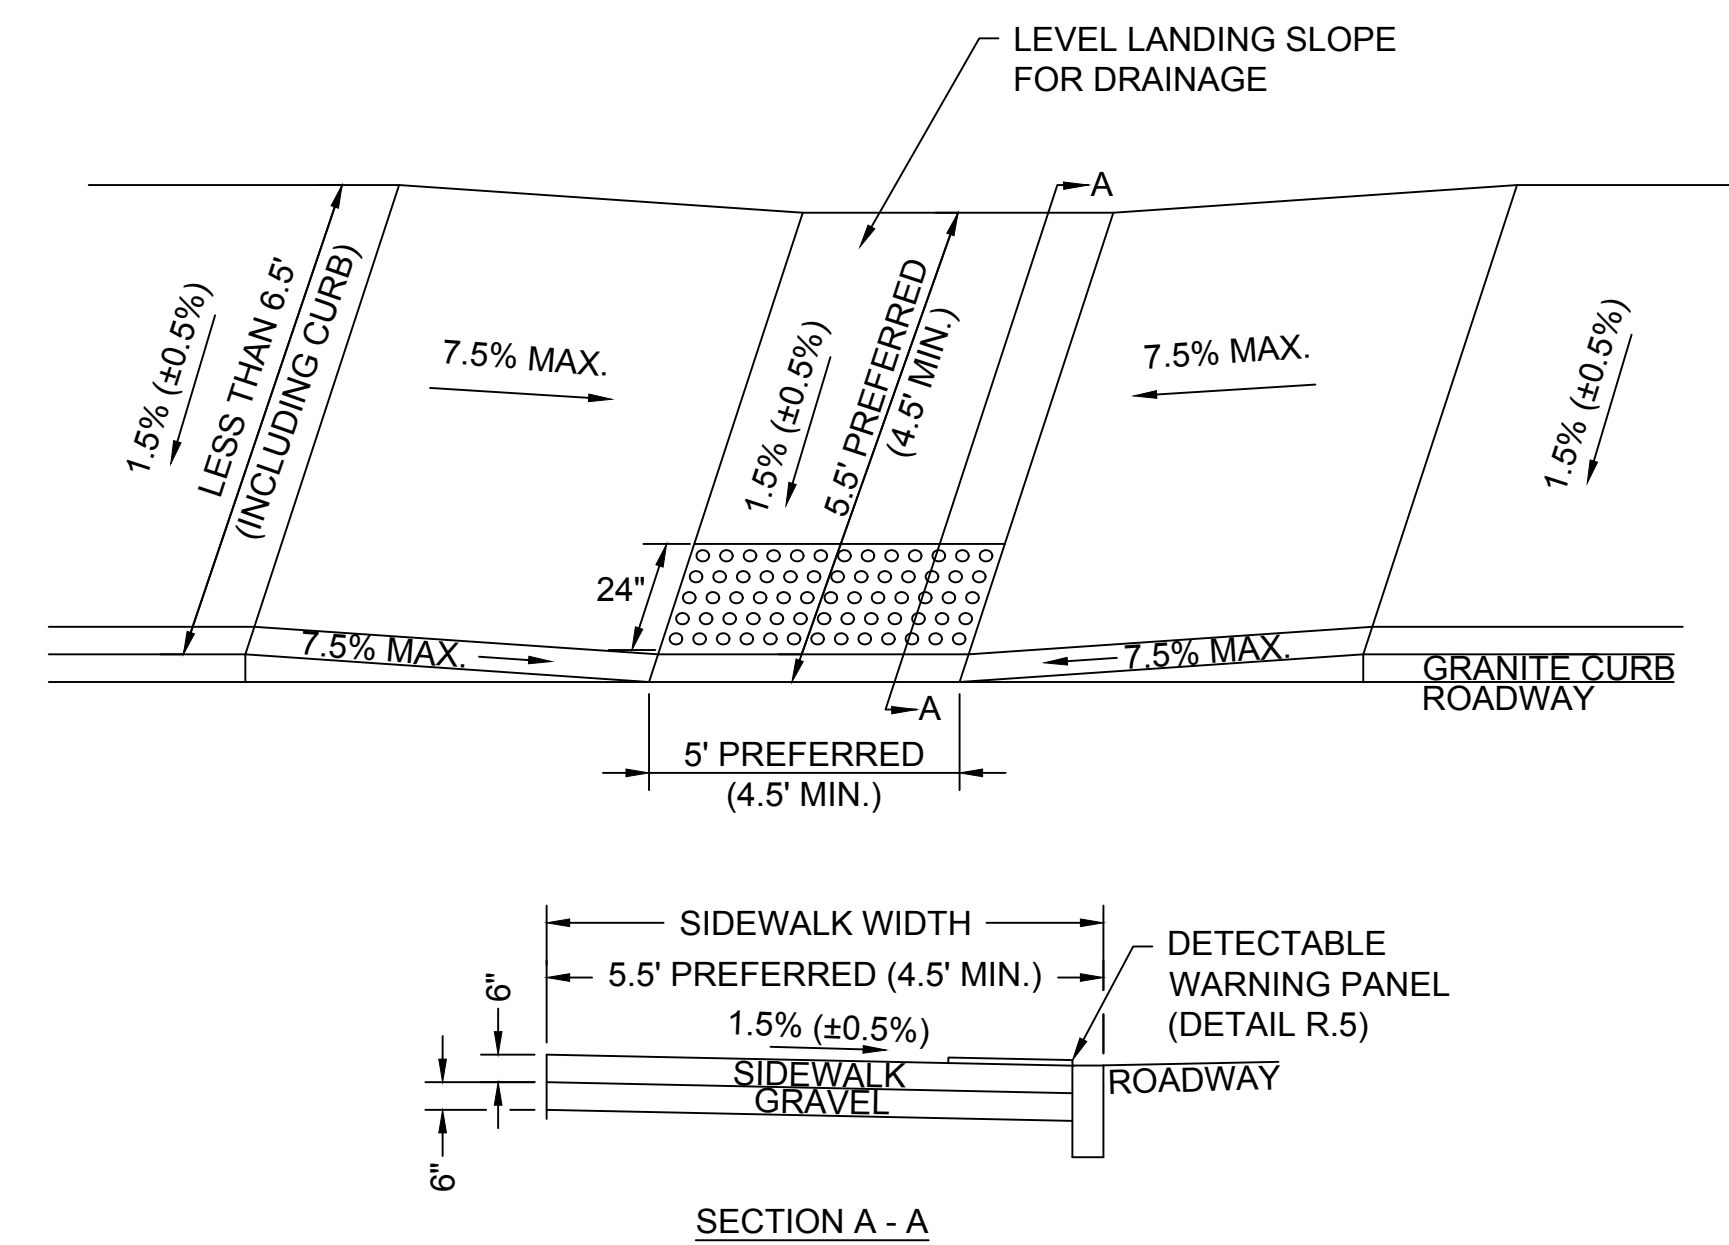 LEVEL LANDING SLOPE
FOR DRAINAGE
A
1.5% (±0.5%)
LESS THAN 6.5'
(INCLUDING CURB)
7.5% MAX.
1.5% (±0.5%)
5.5' PREFERRED
(4.5' MIN.)
7.5% MAX.
1.5% (±0.5%)
24"
7.5% MAX.
7.5% MAX.
GRANITE CURB
ROADWAY
A
5' PREFERRED
(4.5' MIN.)
SIDEWALK WIDTH
5.5' PREFERRED (4.5' MIN.)
DETECTABLE
WARNING PANEL
(DETAIL R.5)
6"
1.5% (±0.5%)
SIDEWALK
GRAVEL
ROADWAY
6"
SECTION A - A